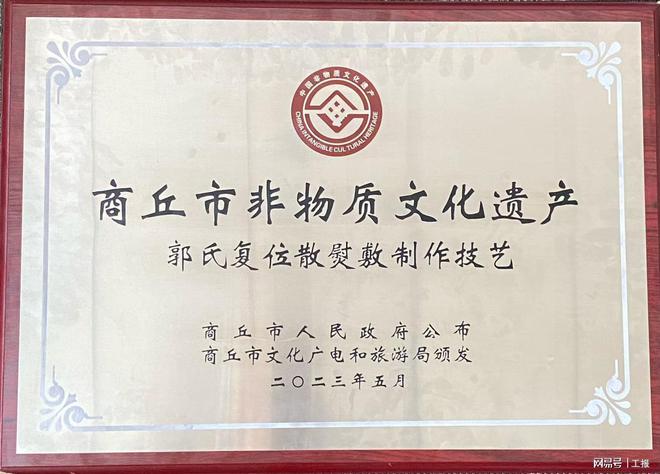 中国非物质文化遗产
CHINA INTANGIBLE CULTURAL HERITAGE
商丘市非物质文化遗产
郭氏复位散熨敷制作技艺
商丘市人民政府公布
商丘市文化广电和旅游局颁发
二〇二三年五月
网易号 | 工报